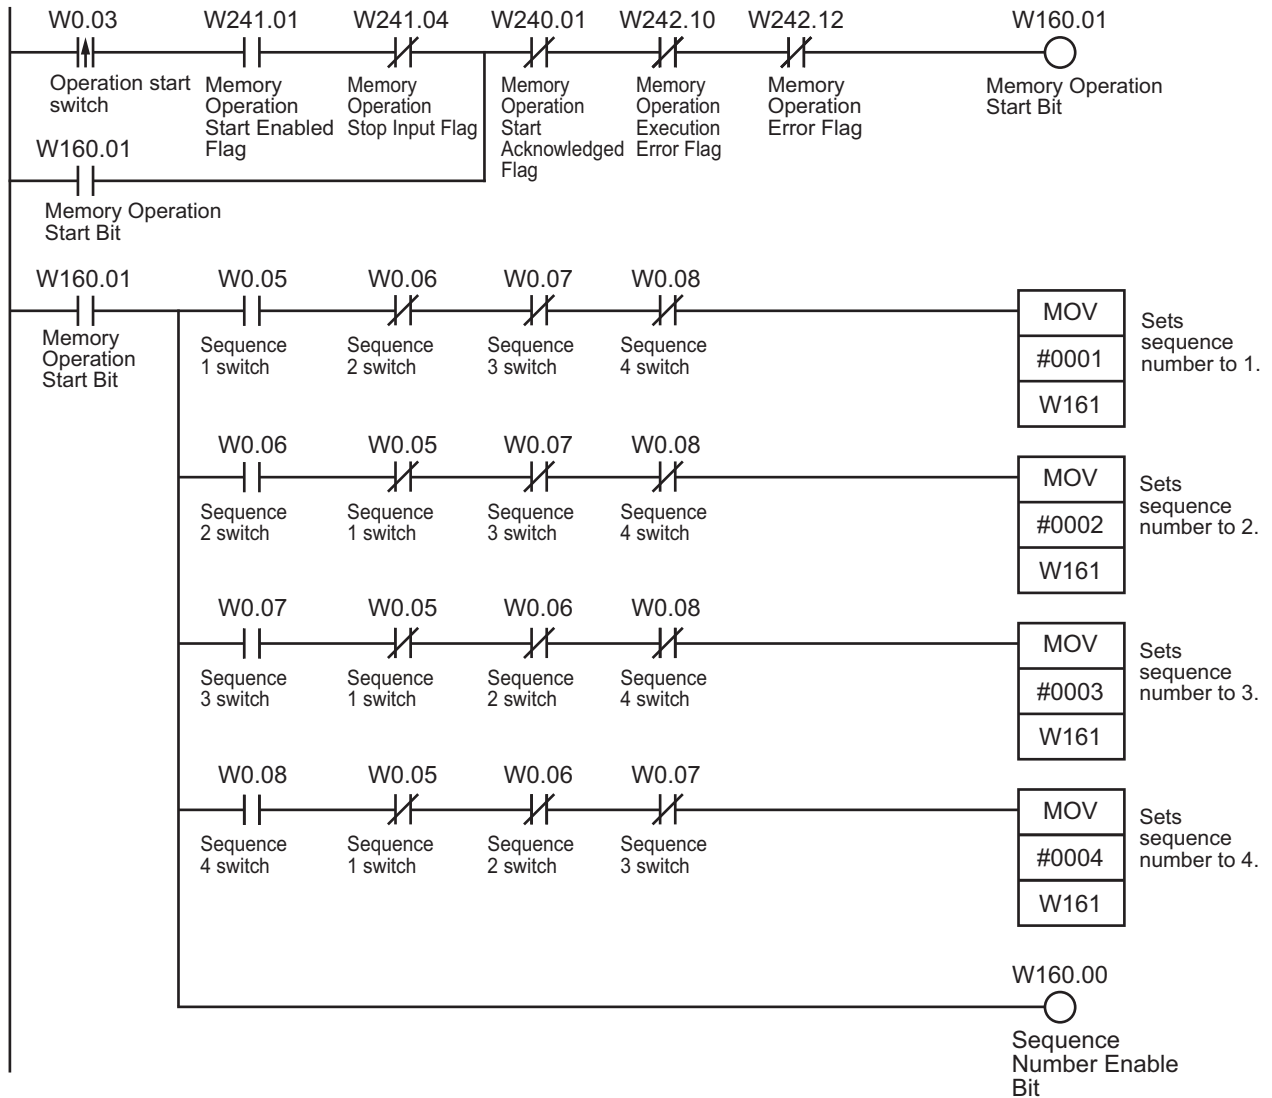 W0.03 W241.01 W241.04 W240.01 W242.10 W242.12 W160.01
Operation start
switch
Memory
Operation
Start Enabled
Flag
Memory
Operation
Stop Input Flag
Memory
Operation
Start
Acknowledged
Flag
Memory
Operation
Execution
Error Flag
Memory
Operation
Error Flag
Memory Operation
Start Bit
W160.01
Memory Operation
Start Bit
W160.01 W0.05 W0.06 W0.07 W0.08
Memory
Operation
Start Bit
Sequence
1 switch
Sequence
2 switch
Sequence
3 switch
Sequence
4 switch
MOV
#0001
W161
Sets
sequence
number to 1.
W0.06 W0.05 W0.07 W0.08
Sequence
2 switch
Sequence
1 switch
Sequence
3 switch
Sequence
4 switch
MOV
#0002
W161
Sets
sequence
number to 2.
W0.07 W0.05 W0.06 W0.08
Sequence
3 switch
Sequence
1 switch
Sequence
2 switch
Sequence
4 switch
MOV
#0003
W161
Sets
sequence
number to 3.
W0.08 W0.05 W0.06 W0.07
Sequence
4 switch
Sequence
1 switch
Sequence
2 switch
Sequence
3 switch
MOV
#0004
W161
Sets
sequence
number to 4.
W160.00
Sequence
Number Enable
Bit